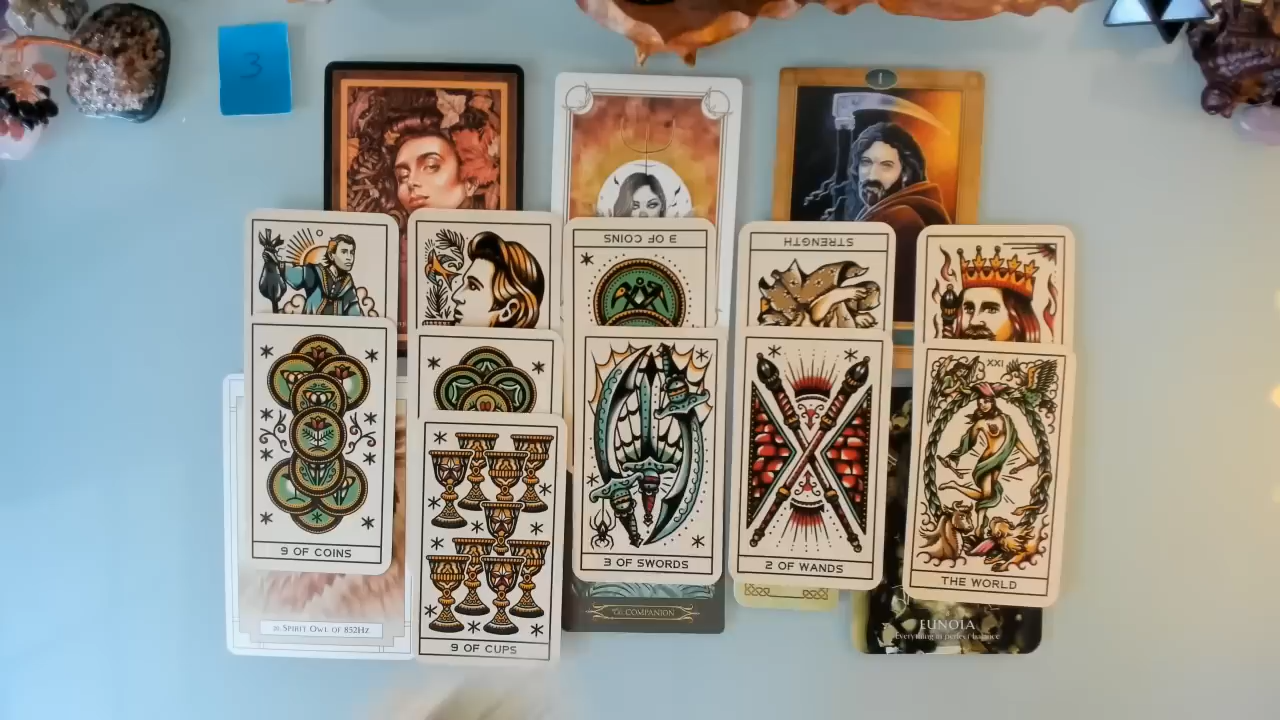 3
I
3 OF COINS
STRENGTH
9 OF COINS
3 OF SWORDS
2 OF WANDS
XXI
THE WORLD
20. SPIRIT OWL OF 852HZ
9 OF CUPS
THE COMPANION
EUNOIA
Everything in perfect balance